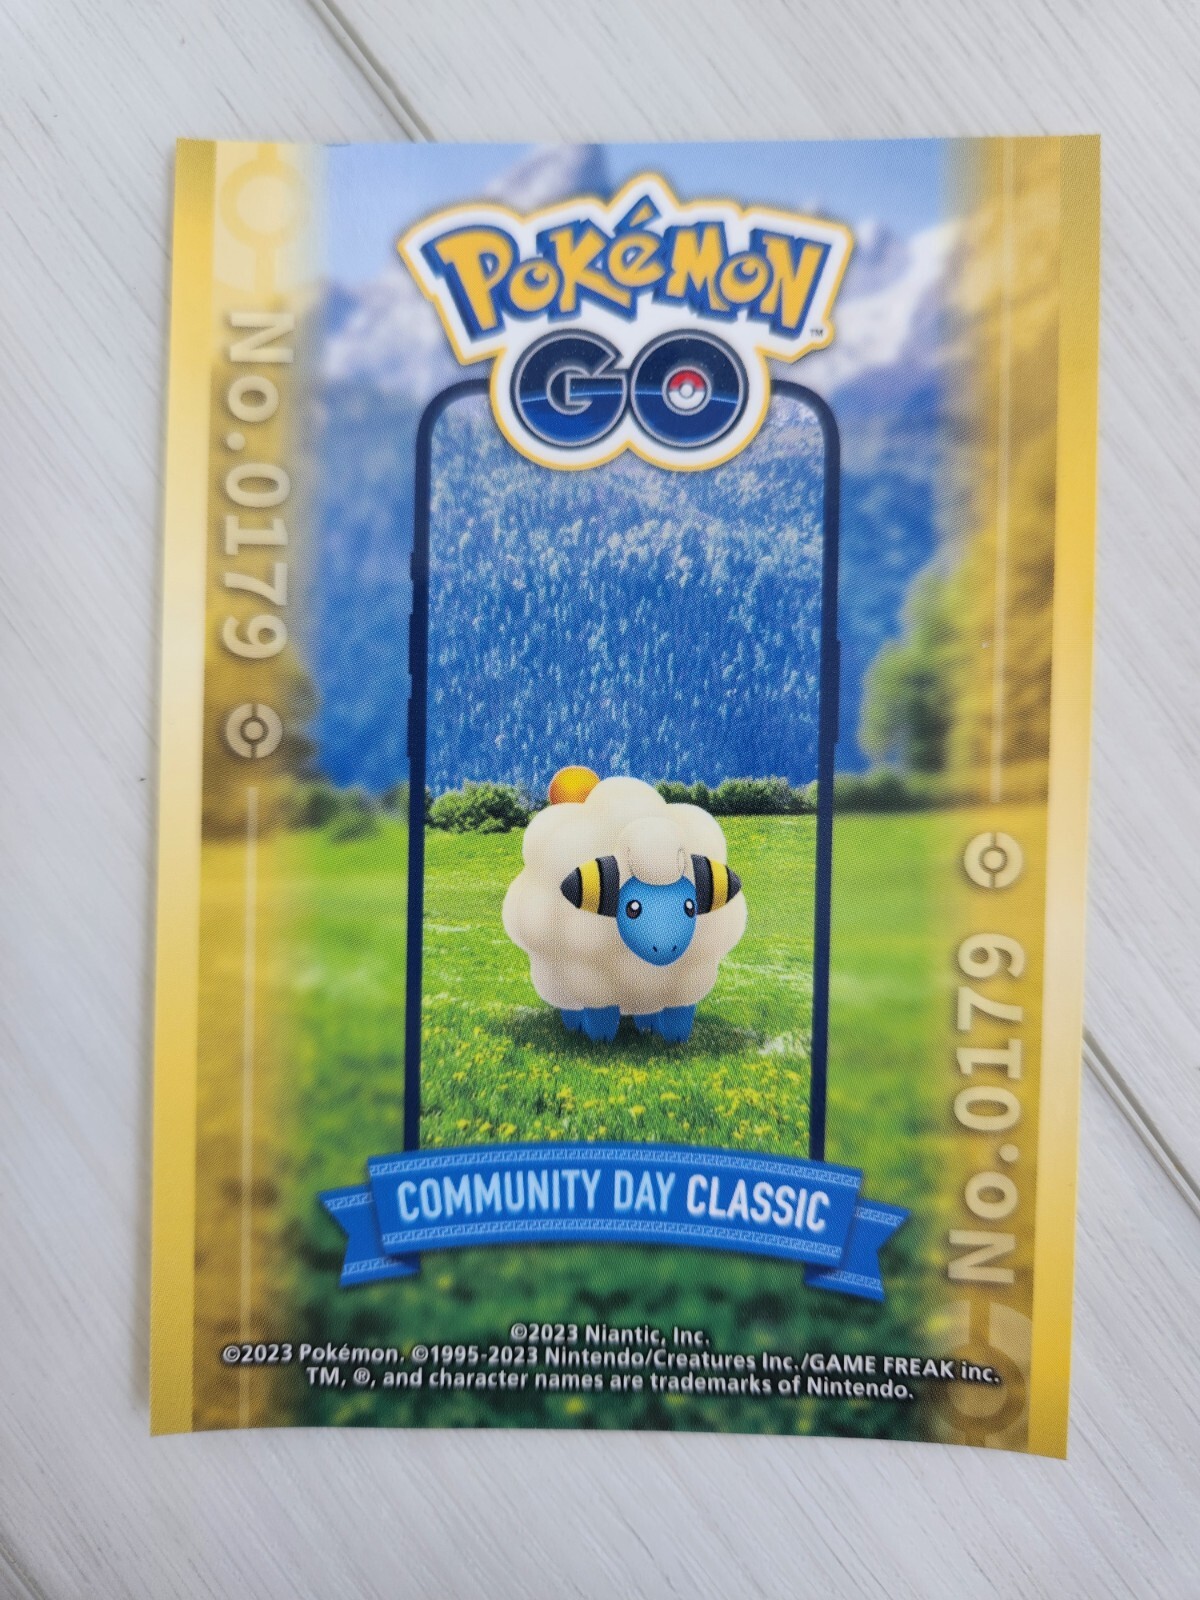 POKéMON
GO
TM
No.0179
No.0179
COMMUNITY DAY CLASSIC
©2023 Niantic, Inc.
©2023 Pokémon. ©1995-2023 Nintendo/Creatures Inc./GAME FREAK inc.
TM, ®, and character names are trademarks of Nintendo.